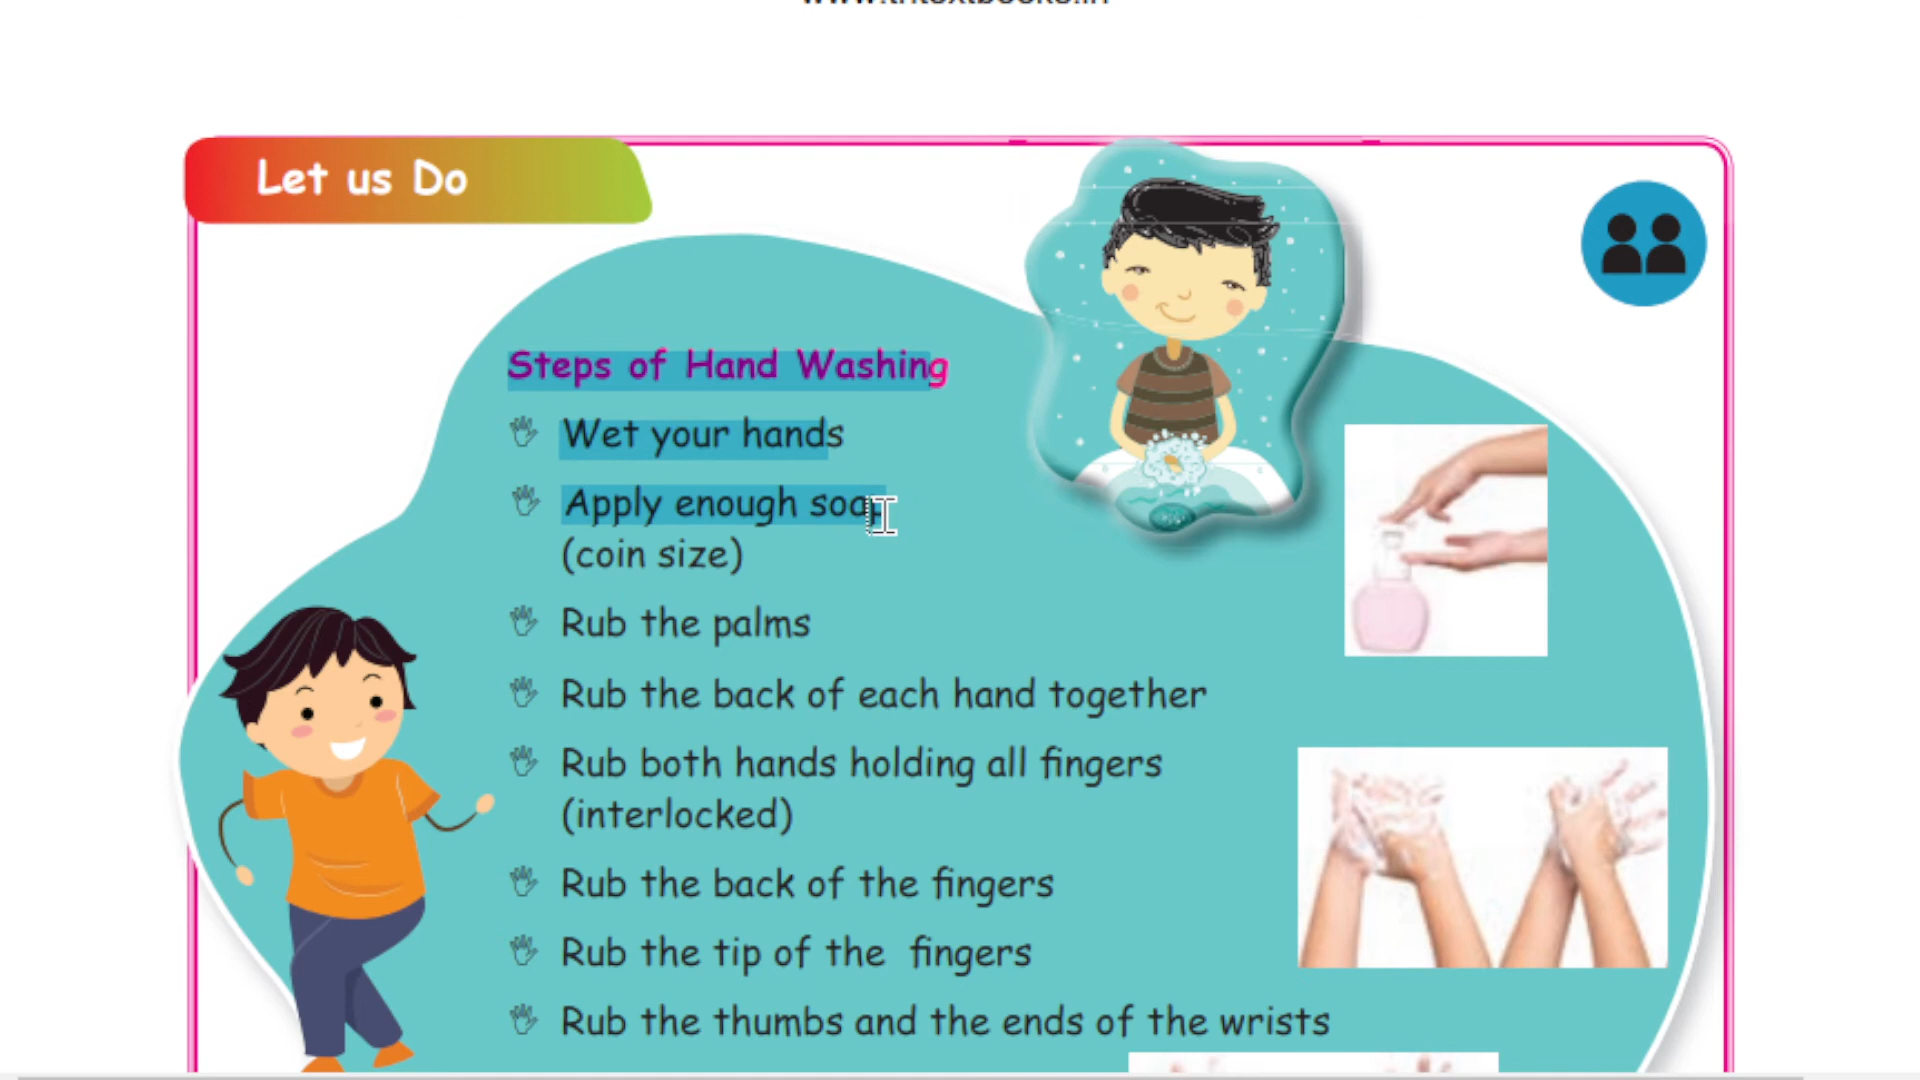 Let us Do
Steps of Hand Washing
Wet your hands
Apply enough soap
(coin size)
Rub the palms
Rub the back of each hand together
Rub both hands holding all fingers
(interlocked)
Rub the back of the fingers
Rub the tip of the fingers
Rub the thumbs and the ends of the wrists